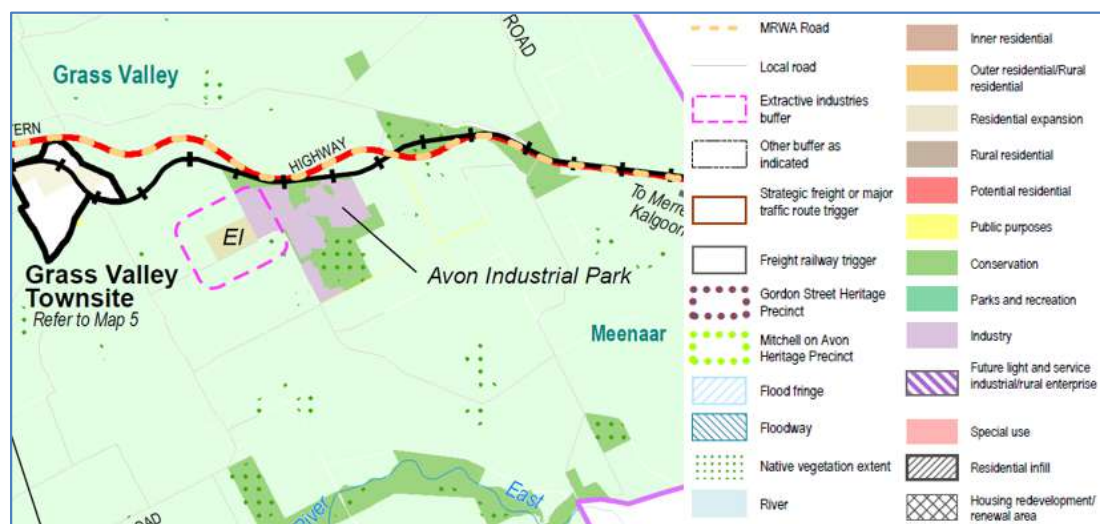 ROAD
Grass Valley
TERN
HIGHWAY
To Merre
Kalgoor
EI
Avon Industrial Park
Grass Valley
Townsite
Refer to Map 5
Meenaar
River
East
ROAD
MRWA Road
Local road
Extractive industries
buffer
Other buffer as
indicated
Strategic freight or major
traffic route trigger
Freight railway trigger
Gordon Street Heritage
Precinct
Mitchell on Avon
Heritage Precinct
Flood fringe
Floodway
Native vegetation extent
River
Inner residential
Outer residential/Rural
residential
Residential expansion
Rural residential
Potential residential
Public purposes
Conservation
Parks and recreation
Industry
Future light and service
industrial/rural enterprise
Special use
Residential infill
Housing redevelopment/
renewal area